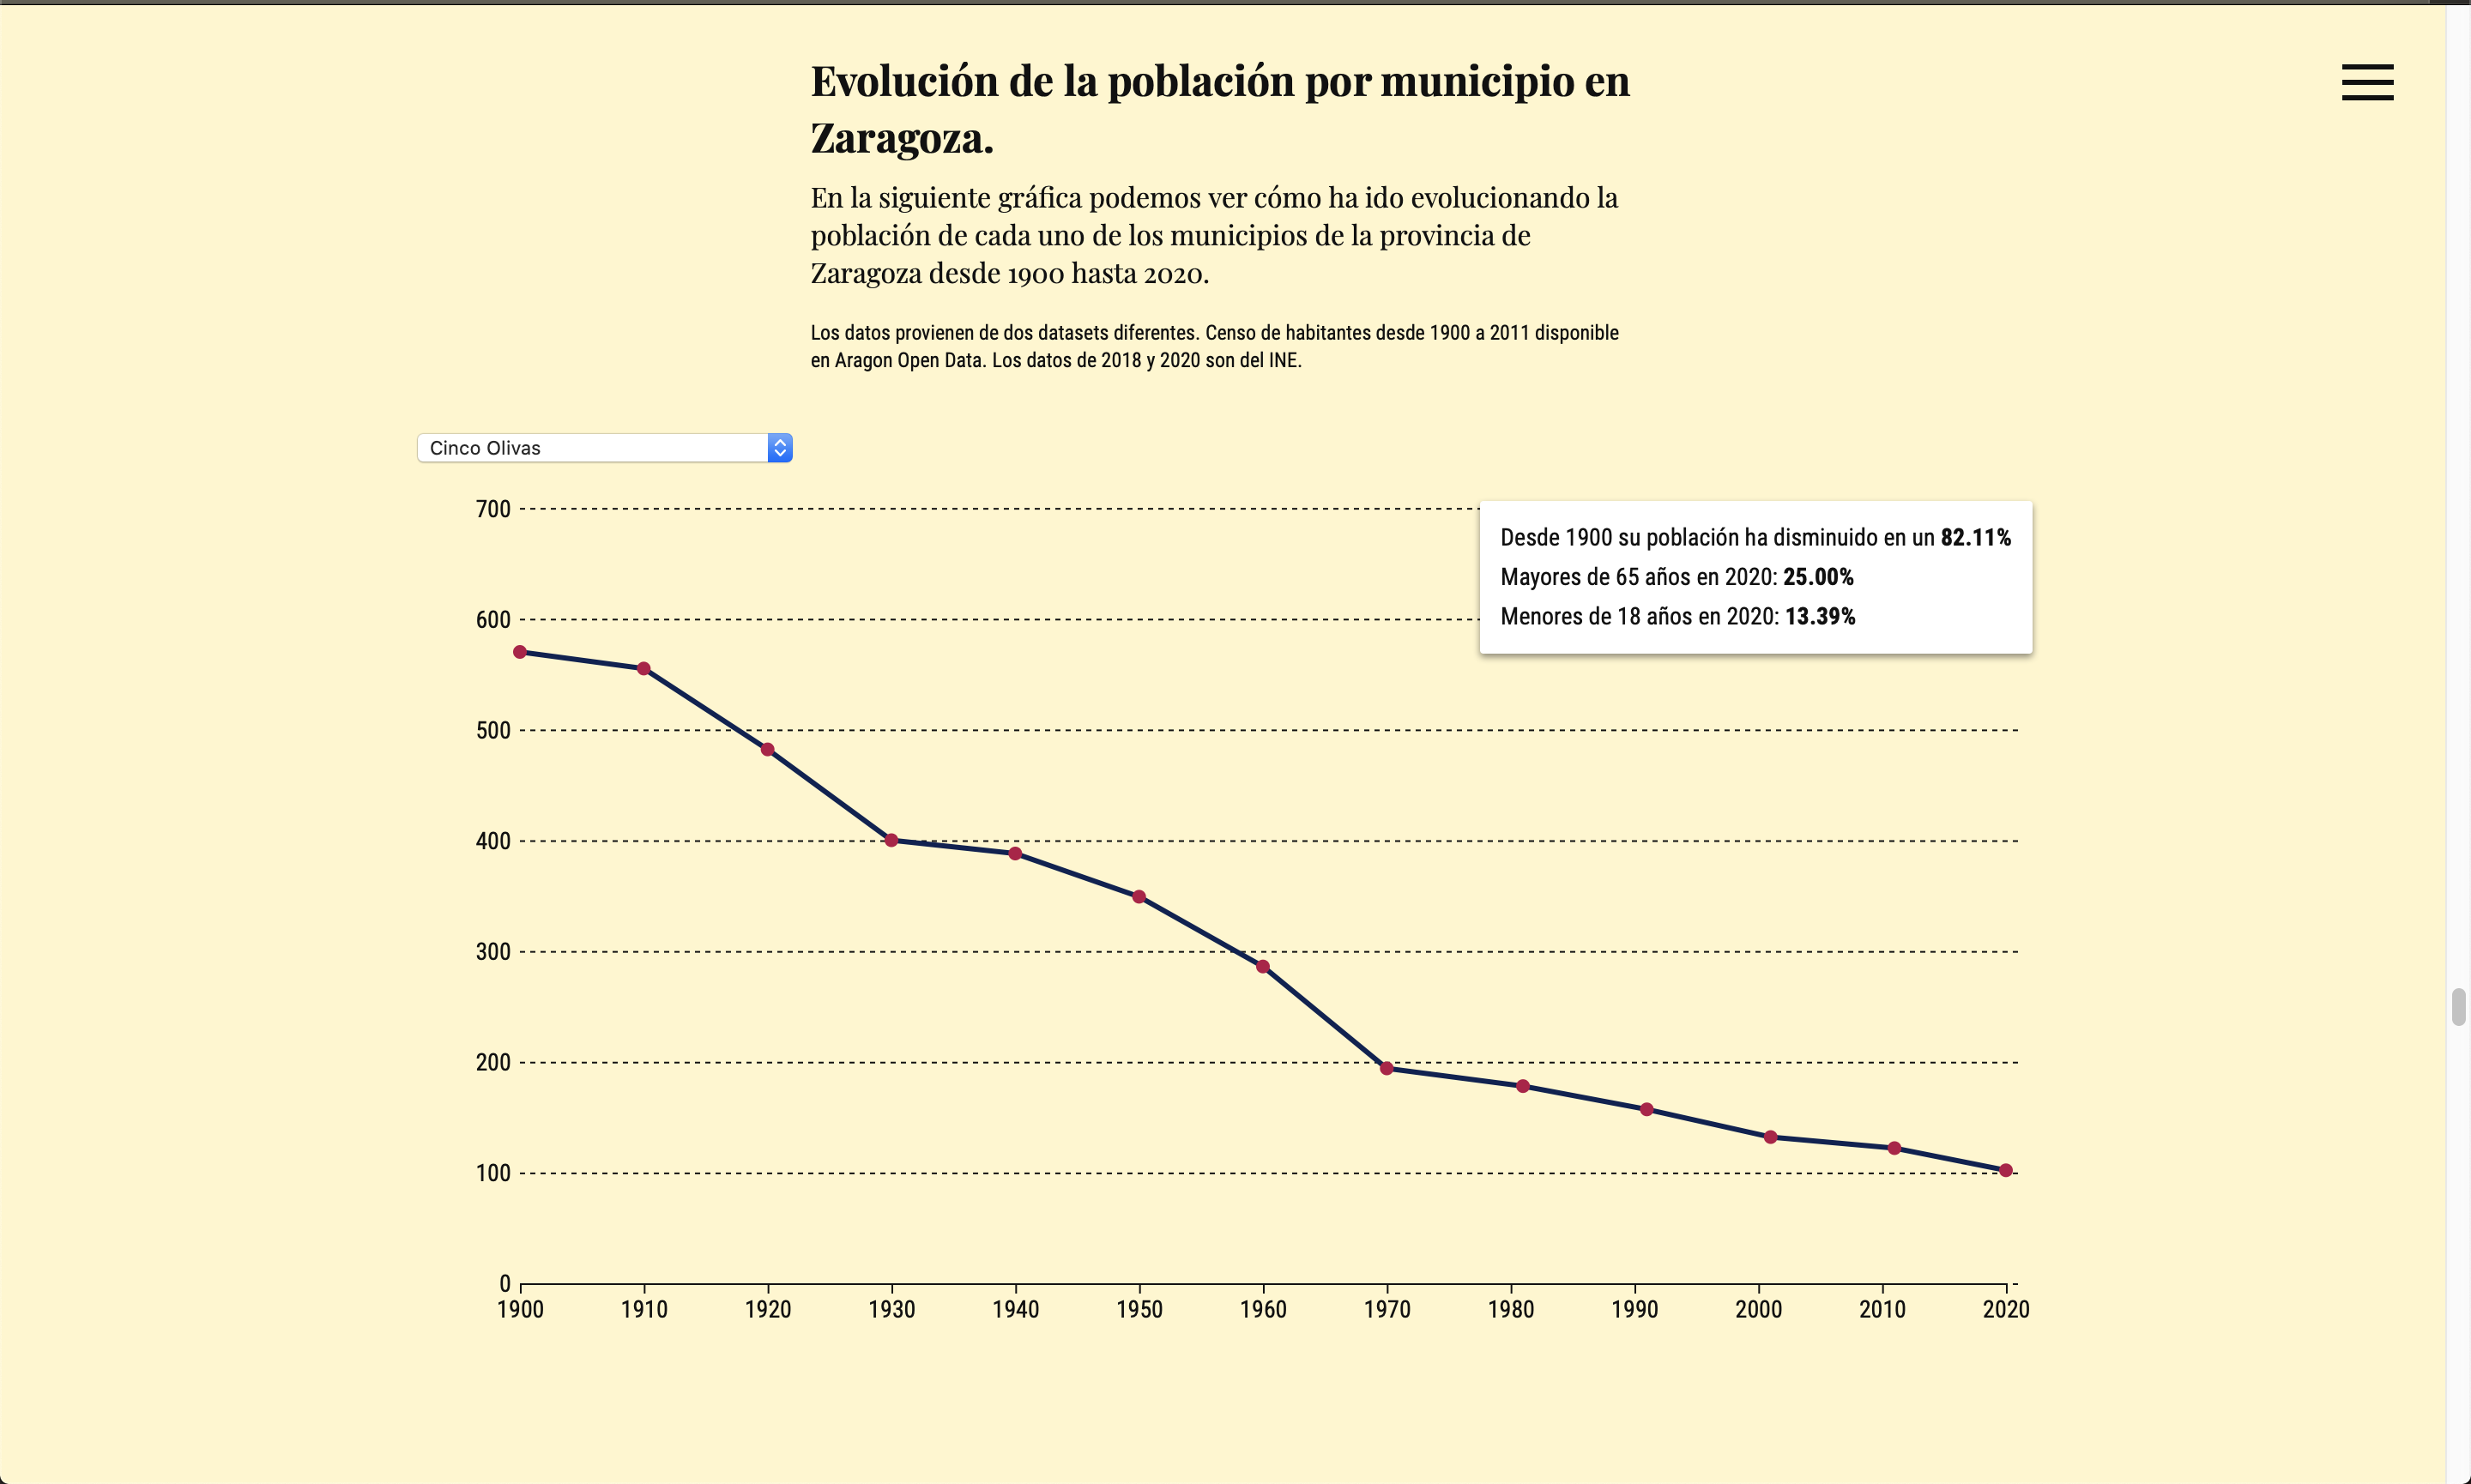 Evolución de la población por municipio en
Zaragoza.
En la siguiente gráfica podemos ver cómo ha ido evolucionando la
población de cada uno de los municipios de la provincia de
Zaragoza desde 1900 hasta 2020.
Los datos provienen de dos datasets diferentes. Censo de habitantes desde 1900 a 2011 disponible
en Aragon Open Data. Los datos de 2018 y 2020 son del INE.
Cinco Olivas
Desde 1900 su población ha disminuido en un 82.11%
Mayores de 65 años en 2020: 25.00%
Menores de 18 años en 2020: 13.39%
700
600
500
400
300
200
100
0
1900 1910 1920 1930 1940 1950 1960 1970 1980 1990 2000 2010 2020